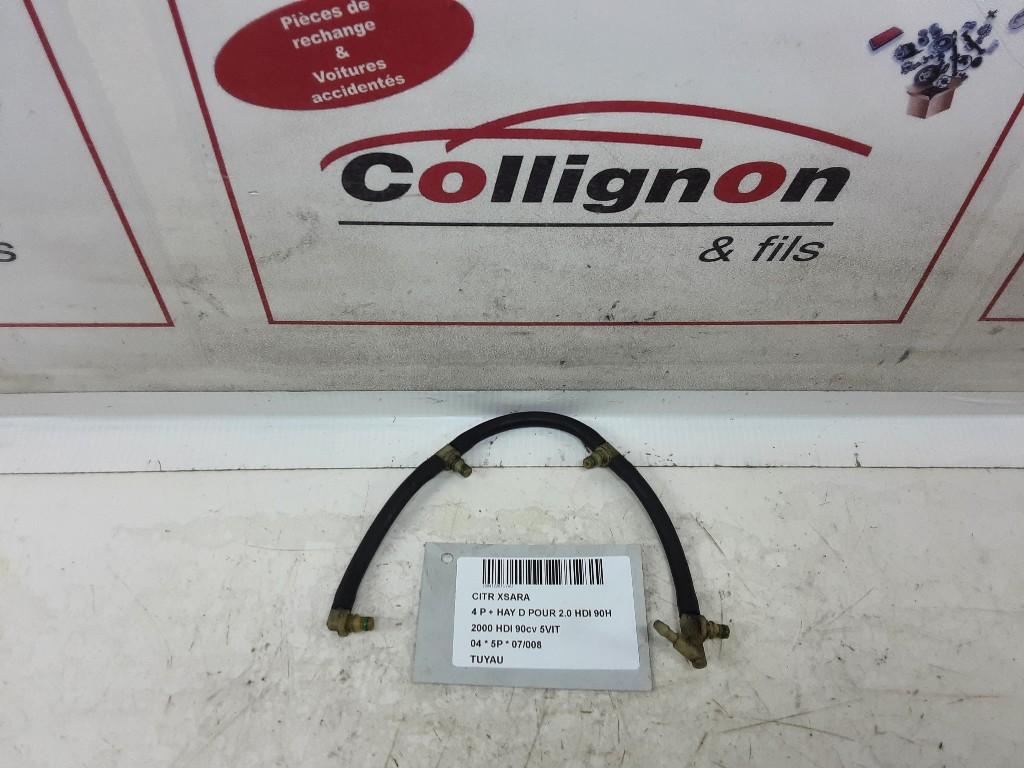 Pièces de
rechange
&
Voitures
accidentés
Collignon
& fils
s
CITR XSARA
4 P + HAY D POUR 2.0 HDI 90H
2000 HDI 90cv 5VIT
04 * 5P * 07/008
TUYAU